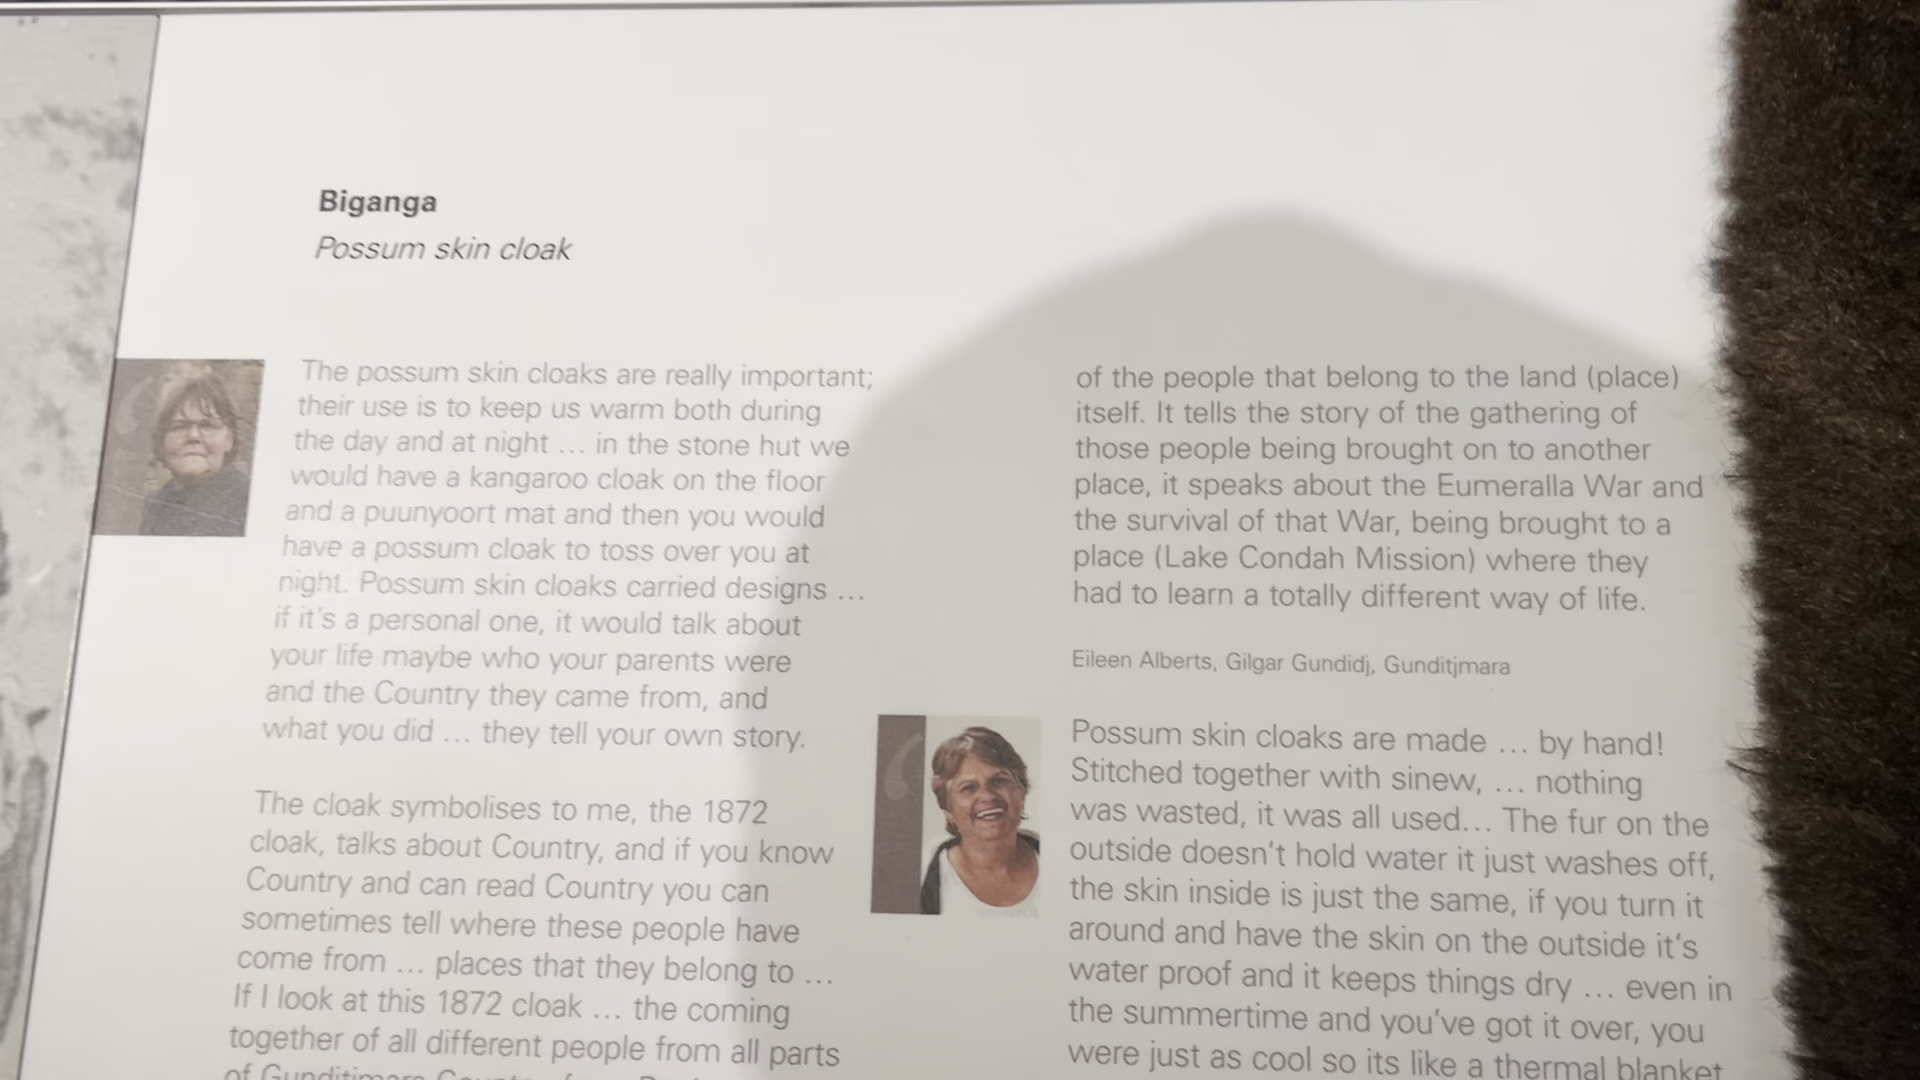 Biganga
Possum skin cloak
The possum skin cloaks are really important;
their use is to keep us warm both during
the day and at night … in the stone hut we
would have a kangaroo cloak on the floor
and a puunyoort mat and then you would
have a possum cloak to toss over you at
night. Possum skin cloaks carried designs …
if it's a personal one, it would talk about
your life maybe who your parents were
and the Country they came from, and
what you did … they tell your own story.
The cloak symbolises to me, the 1872
cloak, talks about Country, and if you know
Country and can read Country you can
sometimes tell where these people have
come from … places that they belong to …
If I look at this 1872 cloak … the coming
together of all different people from all parts
of
of the people that belong to the land (place)
itself. It tells the story of the gathering of
those people being brought on to another
place, it speaks about the Eumeralla War and
the survival of that War, being brought to a
place (Lake Condah Mission) where they
had to learn a totally different way of life.
Eileen Alberts, Gilgar Gundidj, Gunditjmara
Possum skin cloaks are made … by hand!
Stitched together with sinew, … nothing
was wasted, it was all used… The fur on the
outside doesn't hold water it just washes off,
the skin inside is just the same, if you turn it
around and have the skin on the outside it's
water proof and it keeps things dry … even in
the summertime and you've got it over, you
were just as cool so its like a thermal blanket